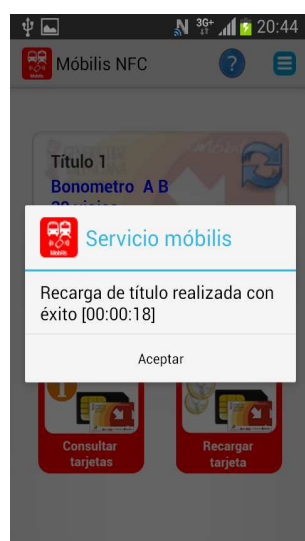 3G+ 20:44
Móbilis NFC ?
Título 1
Bonometro A B
Servicio móbilis
Recarga de título realizada con
éxito [00:00:18]
Aceptar
Consultar
tarjetas
Recargar
tarjeta